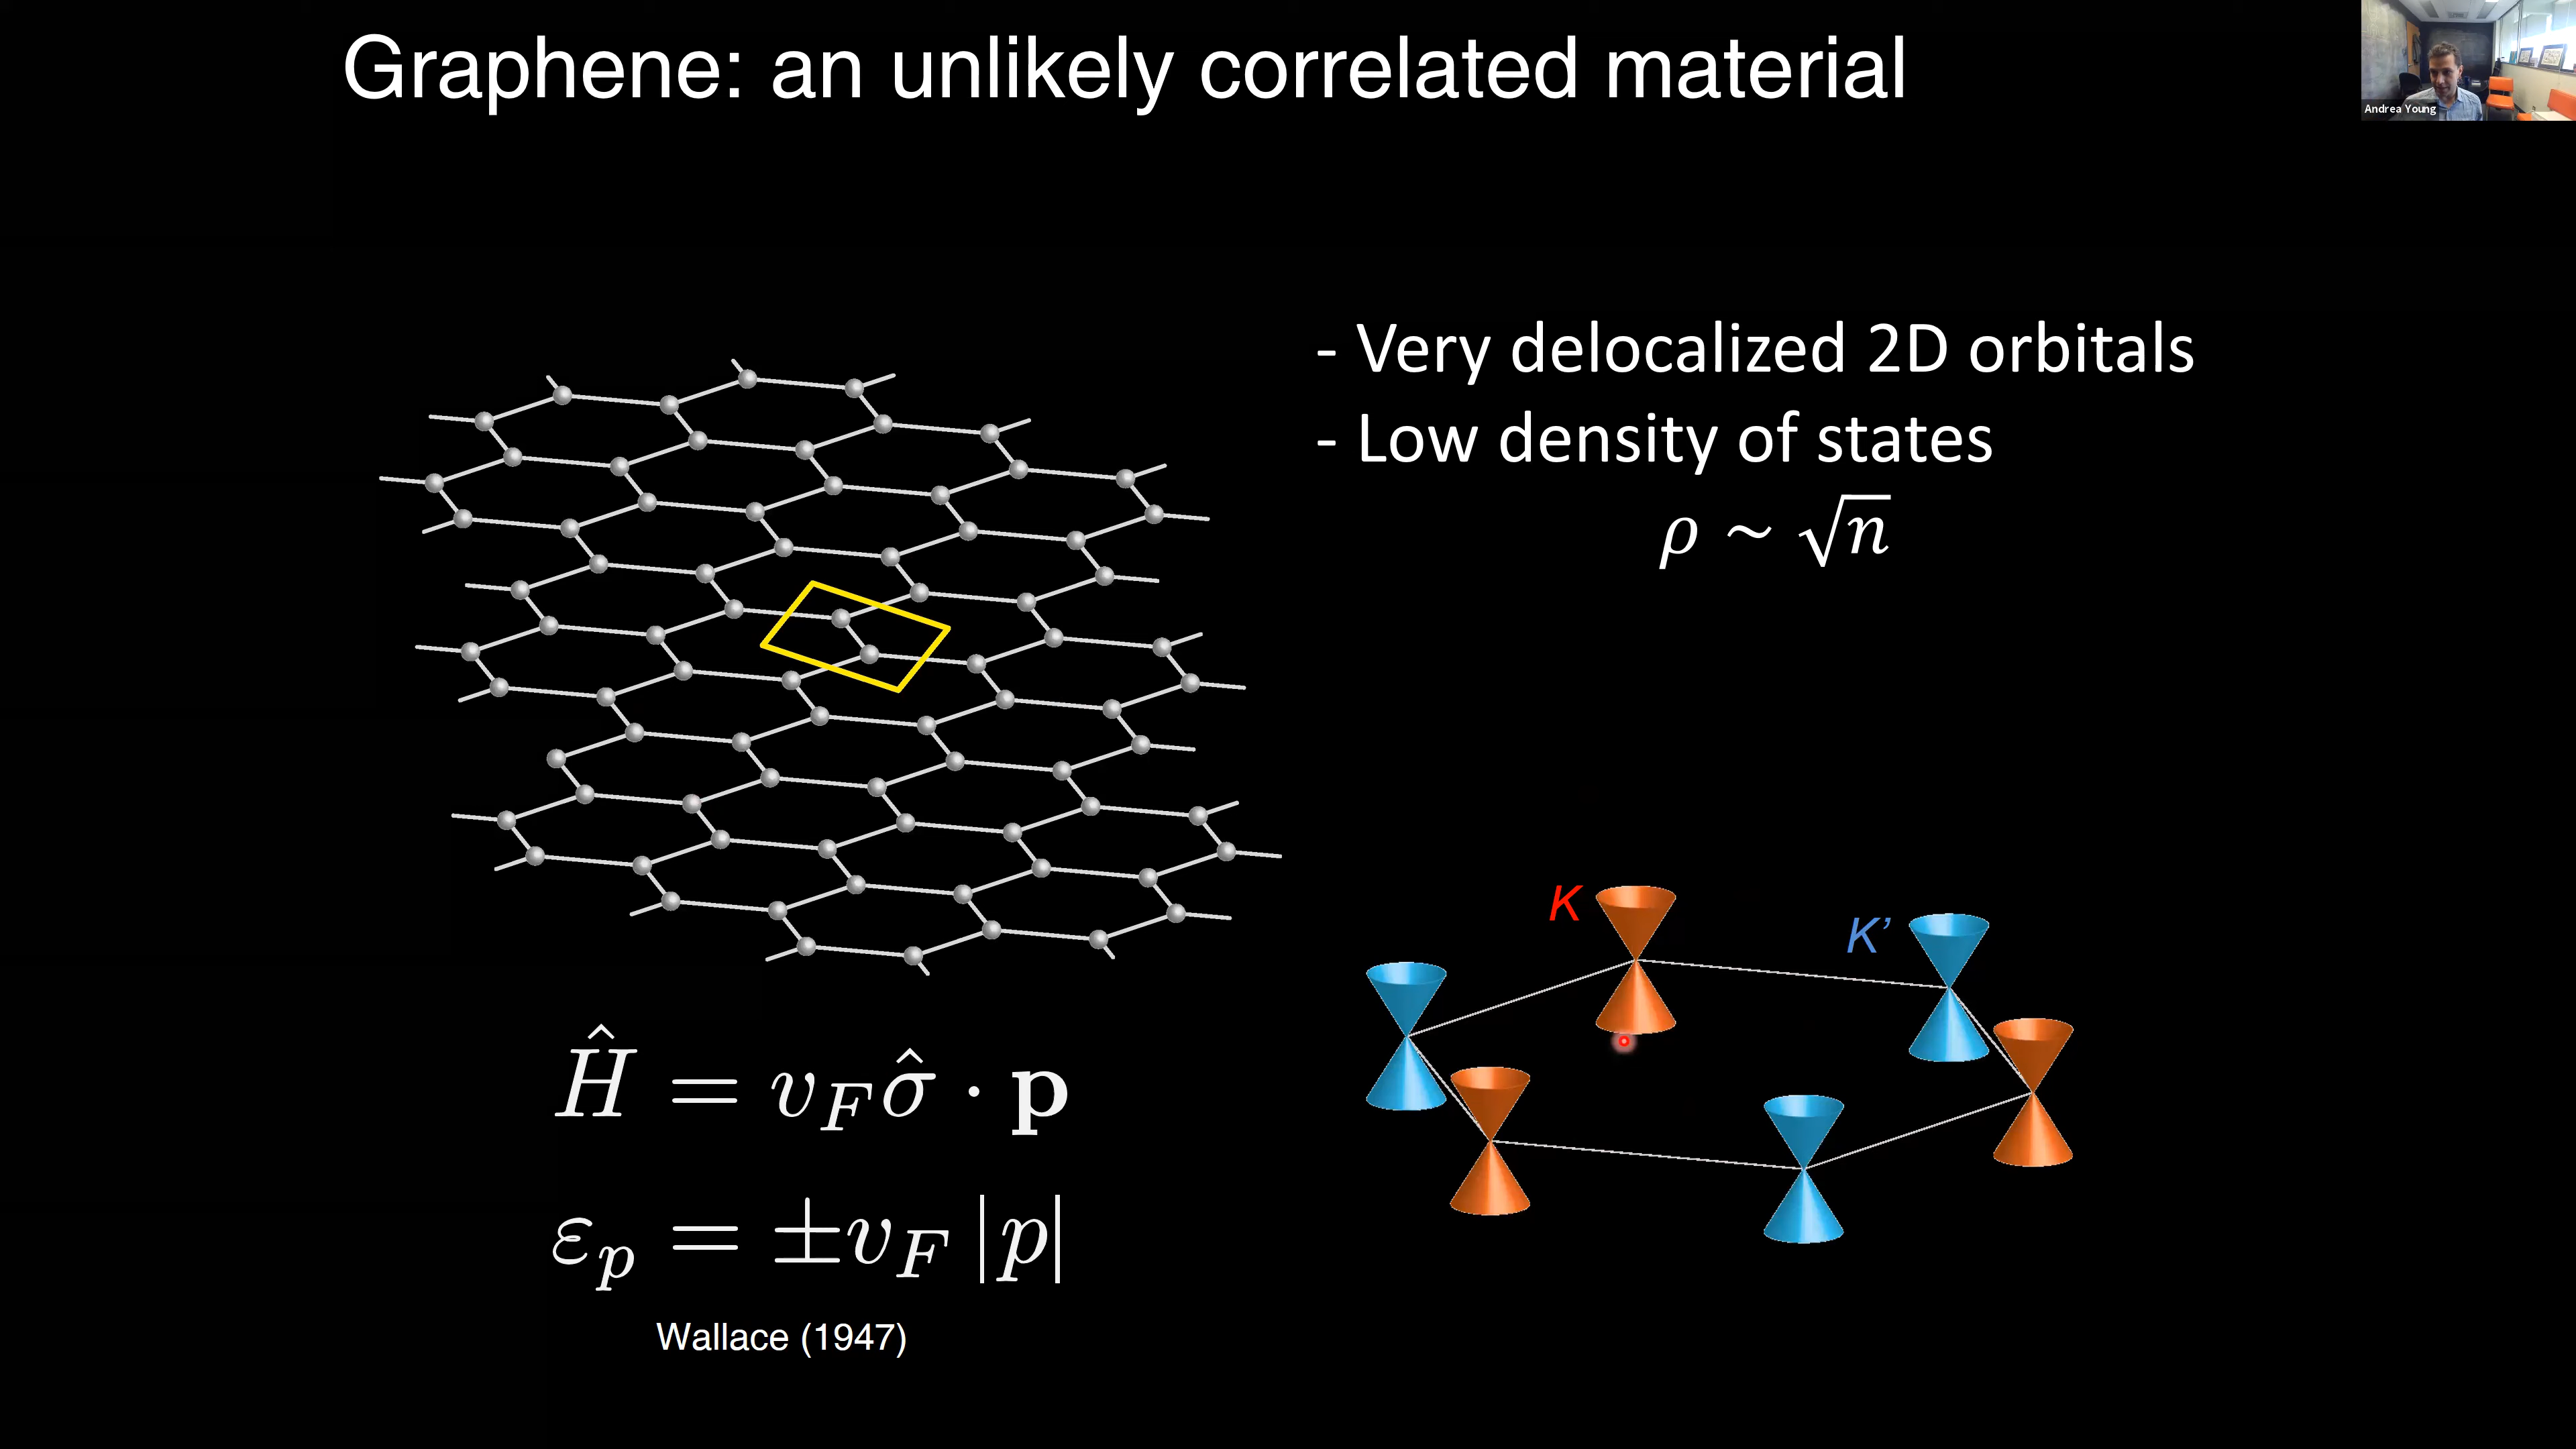 Graphene: an unlikely correlated material
Andrea Young
- Very delocalized 2D orbitals
- Low density of states
ρ ~ √n
K
K’
Ĥ = v_F σ̂ · p
ε_p = ±v_F |p|
Wallace (1947)